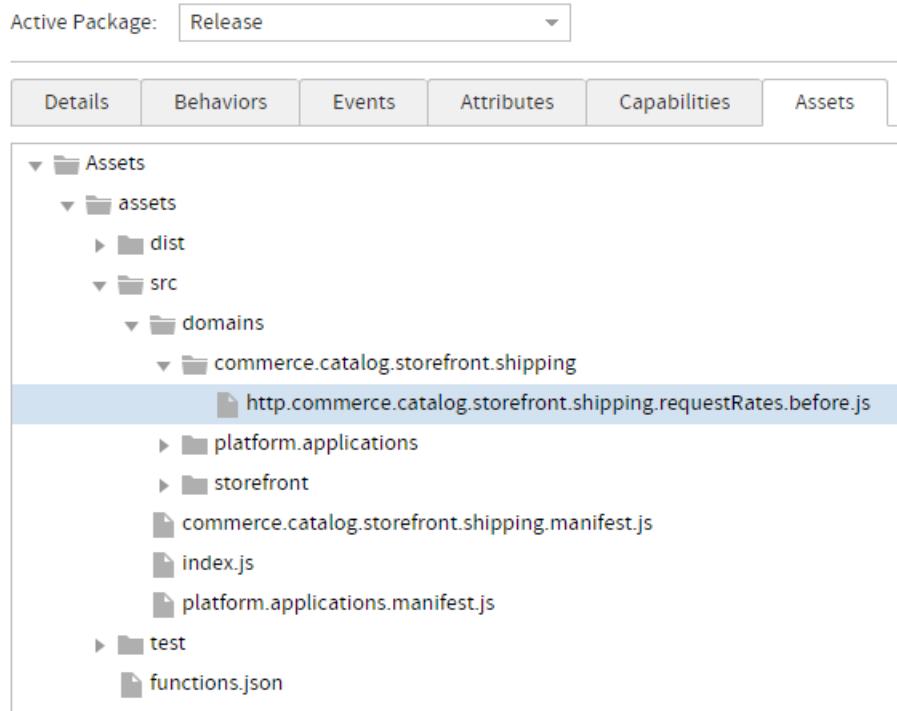 Active Package: Release
Details Behaviors Events Attributes Capabilities Assets
Assets
assets
dist
src
domains
commerce.catalog.storefront.shipping
http.commerce.catalog.storefront.shipping.requestRates.before.js
platform.applications
storefront
commerce.catalog.storefront.shipping.manifest.js
index.js
platform.applications.manifest.js
test
functions.json